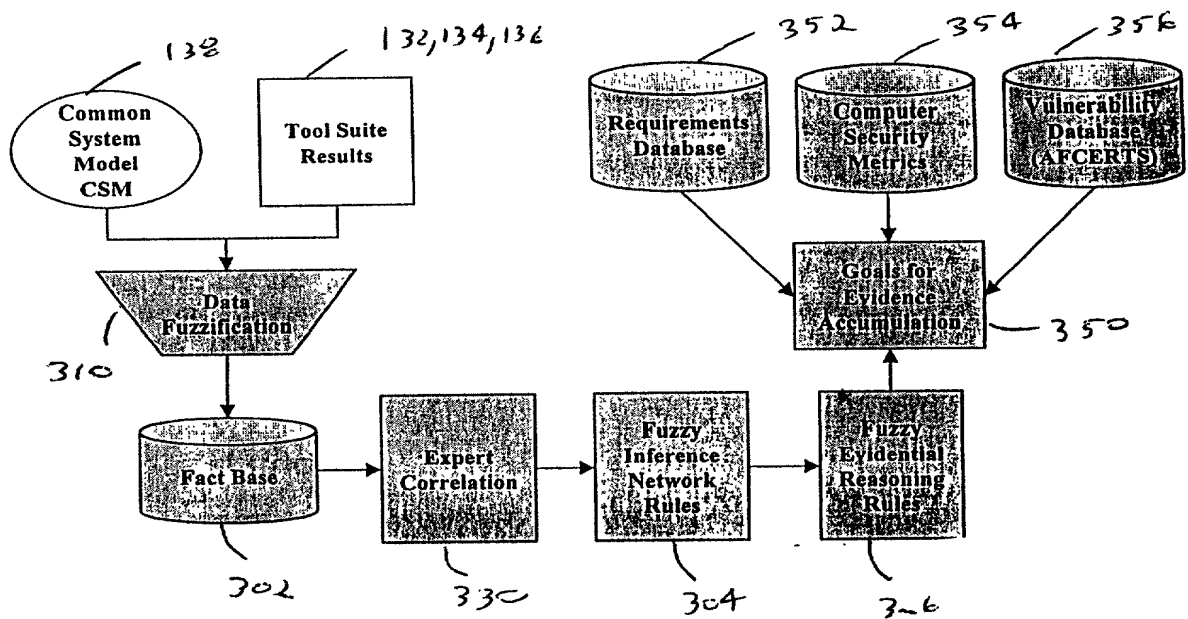 138
132,134,136
352
354
356
Common
System
Model
CSM
Tool Suite
Results
Requirements
Database
Computer
Security
Metrics
Vulnerability
Database
(AFCERTS)
Data
Fuzzification
310
Goals for
Evidence
Accumulation
350
Fact Base
302
Expert
Correlation
330
Fuzzy
Inference
Network
Rules
304
Fuzzy
Evidential
Reasoning
Rules
306